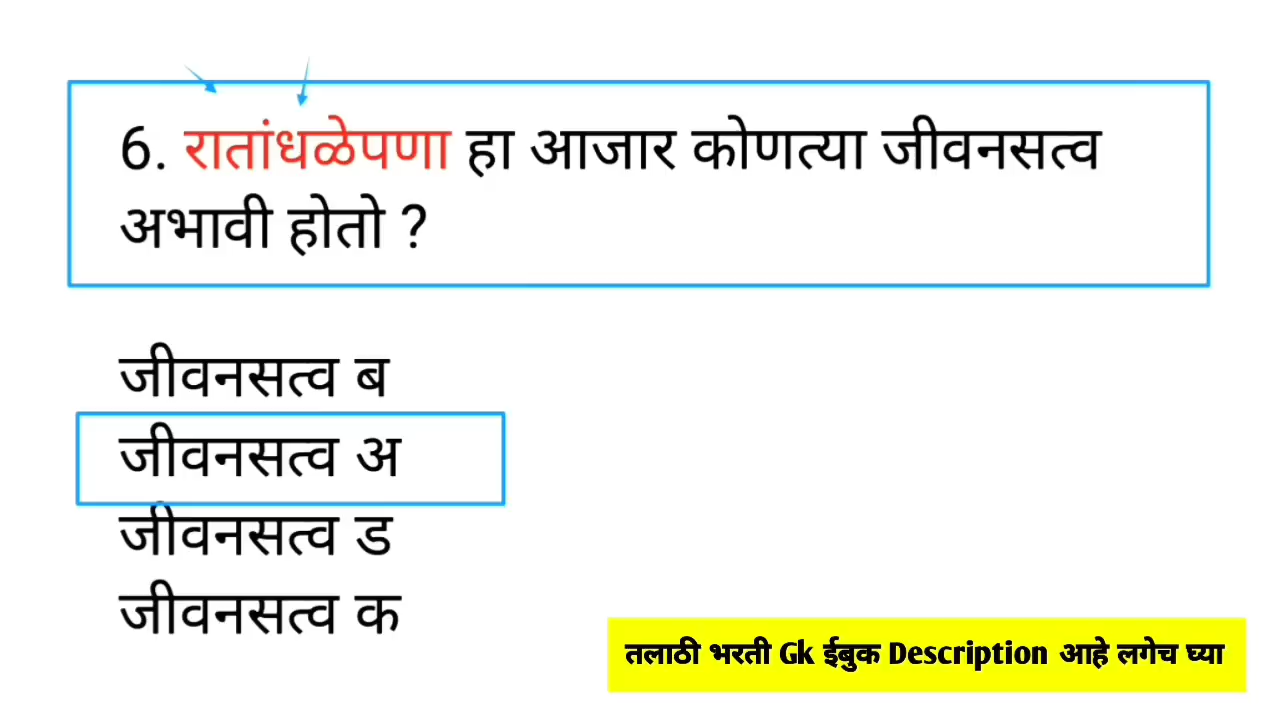 6. रातांधळेपणा हा आजार कोणत्या जीवनसत्व
अभावी होतो ?
जीवनसत्व ब
जीवनसत्व अ
जीवनसत्व ड
जीवनसत्व क
तलाठी भरती Gk ईबुक Description आहे लगेच घ्या